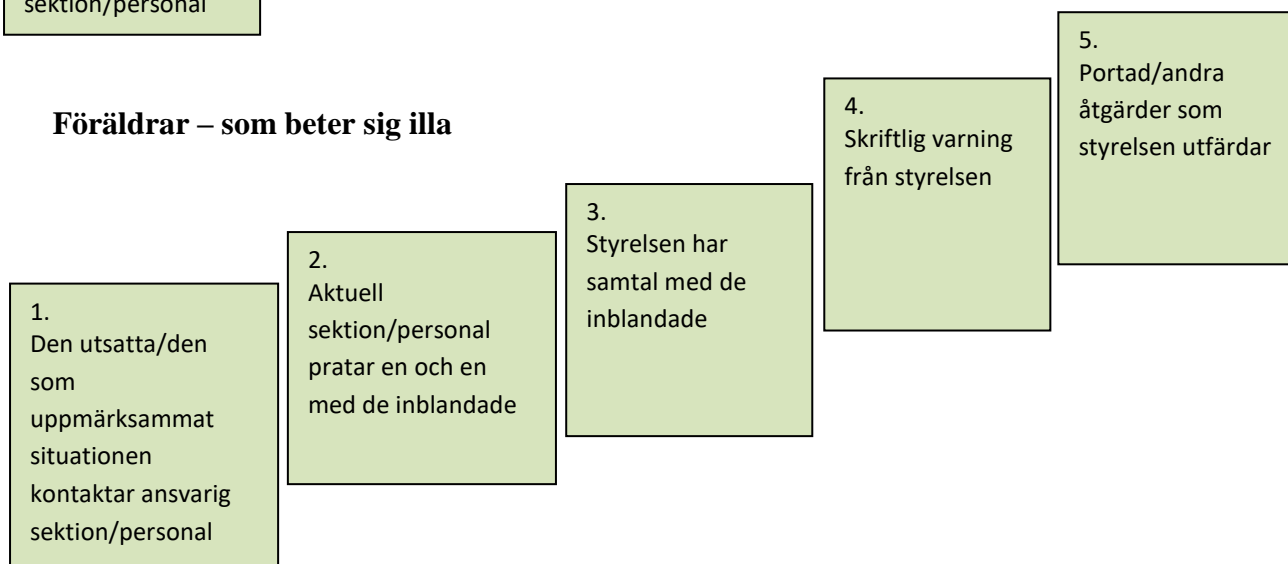 sektion/personal
Föräldrar – som beter sig illa
1.
Den utsatta/den
som
uppmärksammat
situationen
kontaktar ansvarig
sektion/personal
2.
Aktuell
sektion/personal
pratar en och en
med de inblandade
3.
Styrelsen har
samtal med de
inblandade
4.
Skriftlig varning
från styrelsen
5.
Portad/andra
åtgärder som
styrelsen utfärdar